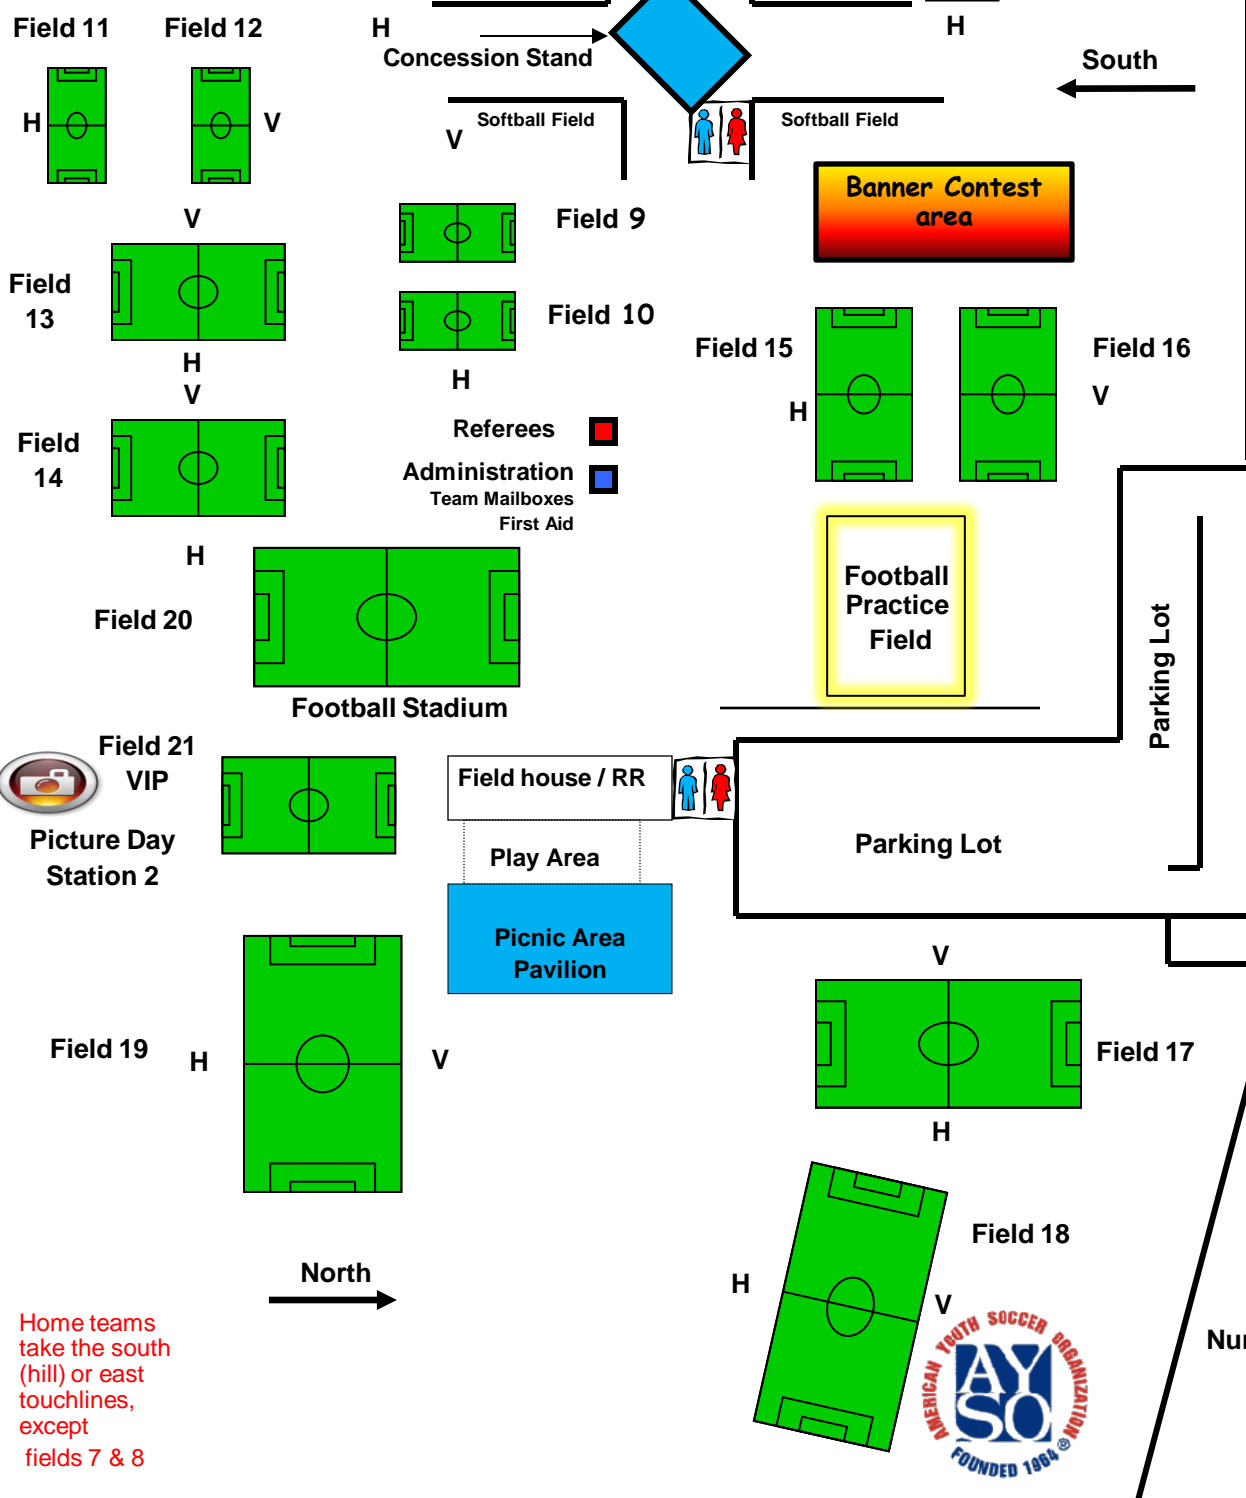 Field 11
Field 12
H
Concession Stand
H
South
H
V
V
Softball Field
Softball Field
Banner Contest
area
V
Field 9
Field
13
Field 10
H
V
H
Field 15
H
Field 16
V
Field
14
Referees
Administration
Team Mailboxes
First Aid
H
Field 20
Football Stadium
Football
Practice
Field
Parking Lot
Field 21
VIP
Picture Day
Station 2
Field house / RR
Play Area
Picnic Area
Pavilion
Parking Lot
Field 19
H
V
V
Field 17
H
North
Field 18
H
V
Home teams
take the south
(hill) or east
touchlines,
except
fields 7 & 8
AMERICAN YOUTH SOCCER ORGANIZATION
AY
SO
®
FOUNDED 1964